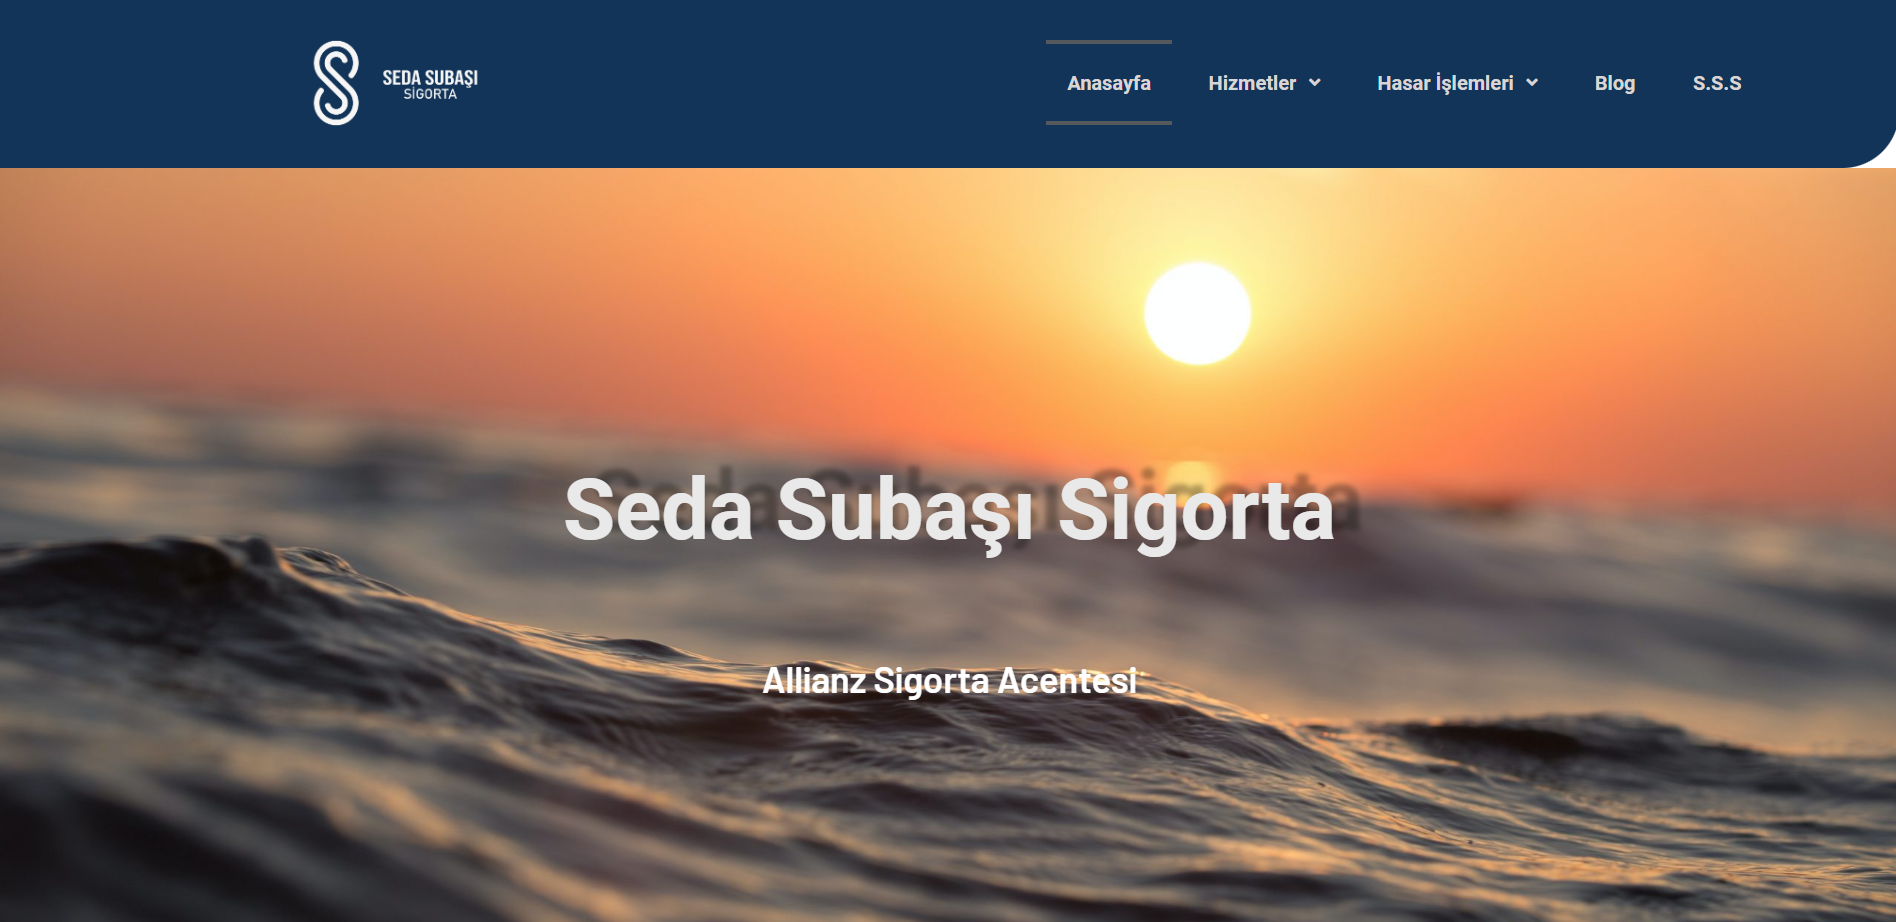 SEDA SUBAŞI
SİGORTA
Anasayfa
Hizmetler
Hasar İşlemleri
Blog
S.S.S
Seda Subaşı Sigorta
Allianz Sigorta Acentesi